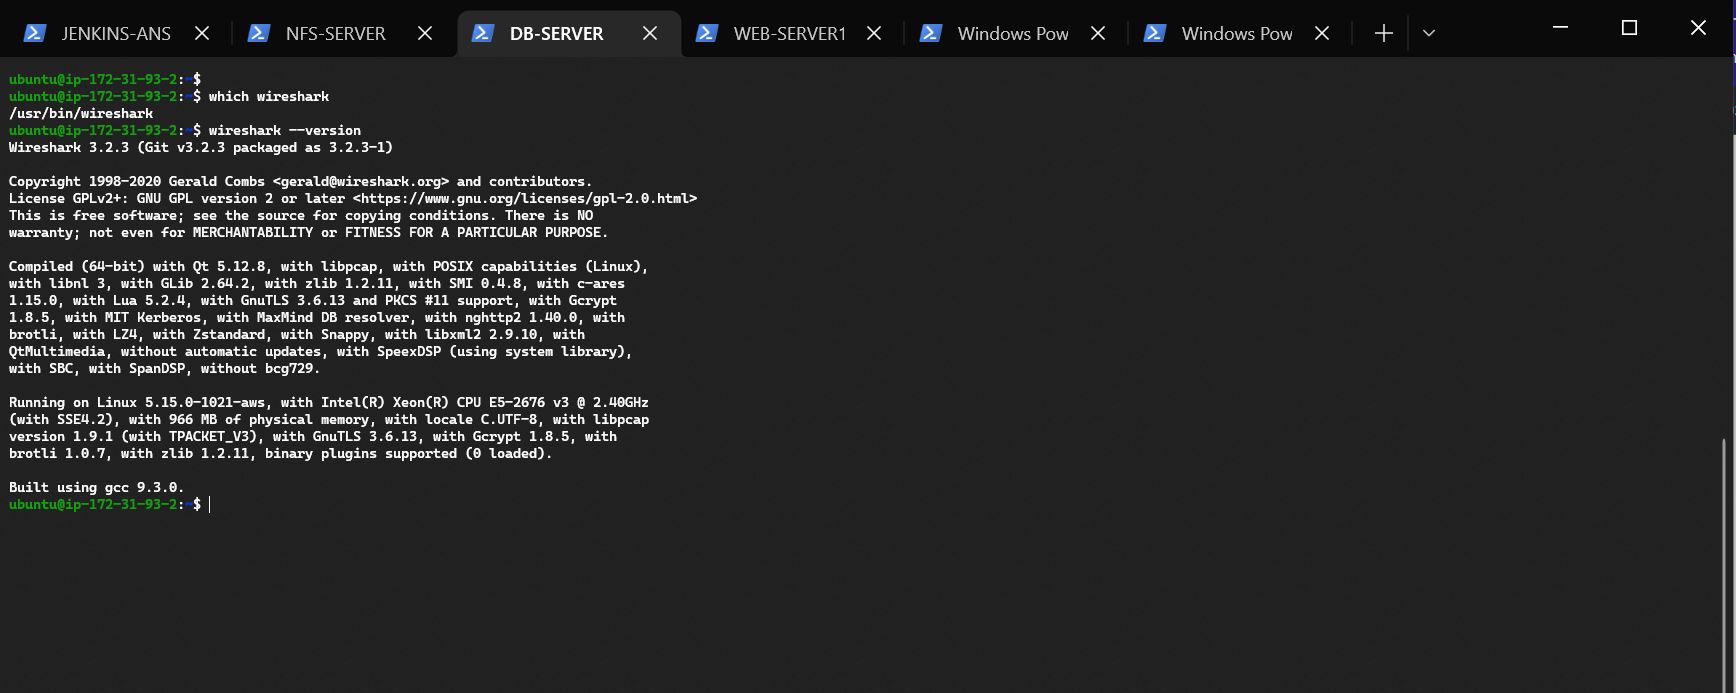 JENKINS-ANS
NFS-SERVER
DB-SERVER
WEB-SERVER1
Windows Pow
Windows Pow
ubuntu@ip-172-31-93-2:~$
ubuntu@ip-172-31-93-2:~$ which wireshark
/usr/bin/wireshark
ubuntu@ip-172-31-93-2:~$ wireshark --version
Wireshark 3.2.3 (Git v3.2.3 packaged as 3.2.3-1)
Copyright 1998-2020 Gerald Combs <gerald@wireshark.org> and contributors.
License GPLv2+: GNU GPL version 2 or later <https://www.gnu.org/licenses/gpl-2.0.html>
This is free software; see the source for copying conditions. There is NO
warranty; not even for MERCHANTABILITY or FITNESS FOR A PARTICULAR PURPOSE.
Compiled (64-bit) with Qt 5.12.8, with libpcap, with POSIX capabilities (Linux),
with libnl 3, with GLib 2.64.2, with zlib 1.2.11, with SMI 0.4.8, with c-ares
1.15.0, with Lua 5.2.4, with GnuTLS 3.6.13 and PKCS #11 support, with Gcrypt
1.8.5, with MIT Kerberos, with MaxMind DB resolver, with nghttp2 1.40.0, with
brotli, with LZ4, with Zstandard, with Snappy, with libxml2 2.9.10, with
QtMultimedia, without automatic updates, with SpeexDSP (using system library),
with SBC, with SpanDSP, without bcg729.
Running on Linux 5.15.0-1021-aws, with Intel(R) Xeon(R) CPU E5-2676 v3 @ 2.40GHz
(with SSE4.2), with 966 MB of physical memory, with locale C.UTF-8, with libpcap
version 1.9.1 (with TPACKET_V3), with GnuTLS 3.6.13, with Gcrypt 1.8.5, with
brotli 1.0.7, with zlib 1.2.11, binary plugins supported (0 loaded).
Built using gcc 9.3.0.
ubuntu@ip-172-31-93-2:~$